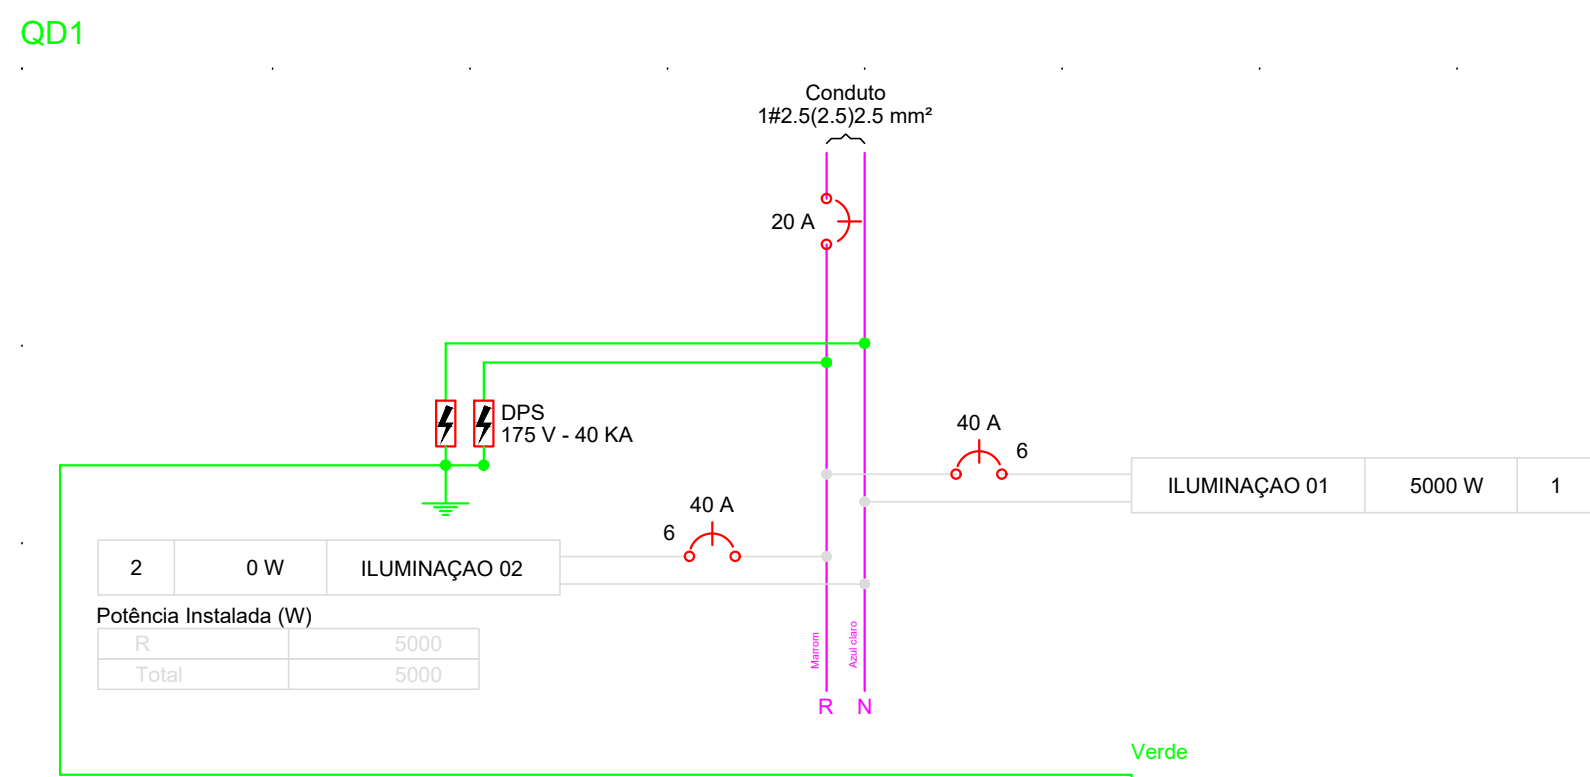 QD1
Conduto
1#2.5(2.5)2.5 mm²
20 A
DPS
175 V - 40 KA
40 A
6
ILUMINAÇAO 01 5000 W 1
40 A
6
2 0 W ILUMINAÇAO 02
Potência Instalada (W)
R 5000
Total 5000
Marrom
Azul claro
R N
Verde